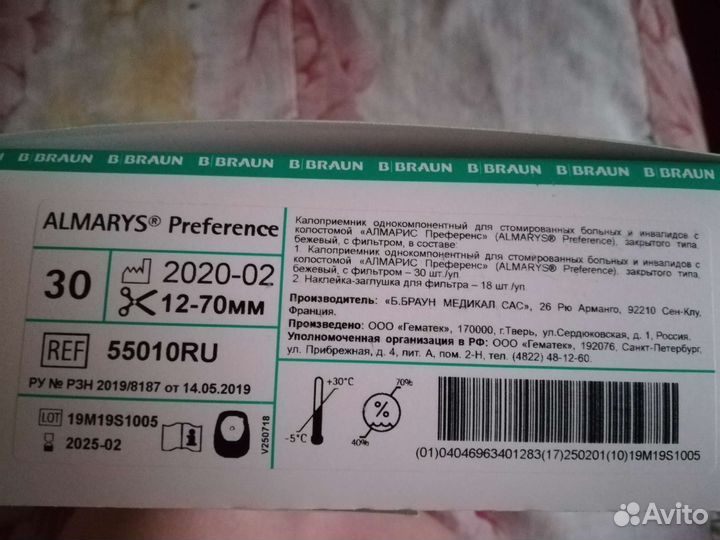 B BRAUN B BRAUN B BRAUN B BRAUN B BRAUN B BRAUN B BRAUN
ALMARYS® Preference
30
2020-02
12-70мм
REF 55010RU
РУ № РЗН 2019/8187 от 14.05.2019
LOT 19M19S1005
2025-02
V250718
Калоприемник однокомпонентный для стомированных больных и инвалидов с
колостомой «АЛМАРИС Преференс» (ALMARYS® Preference), закрытого типа,
бежевый, с фильтром, в составе:
1. Калоприемник однокомпонентный для стомированных больных и инвалидов с
колостомой «АЛМАРИС Преференс» (ALMARYS® Preference), закрытого типа,
бежевый, с фильтром – 30 шт./уп.
2. Наклейка-заглушка для фильтра – 18 шт./уп.
Производитель: «Б.БРАУН МЕДИКАЛ САС», 26 Рю Арманго, 92210 Сен-Клу,
Франция.
Произведено: ООО «Гематек», 170000, г.Тверь, ул.Сердюковская, д.1, Россия.
Уполномоченная организация в РФ: ООО «Гематек», 192076, Санкт-Петербург,
ул. Прибрежная, д. 4, лит. А, пом. 2-Н, тел. (4822) 48-12-60.
+30°C
-5°C
70%
%
40%
(01)04046963401283(17)250201(10)19M19S1005
Avito